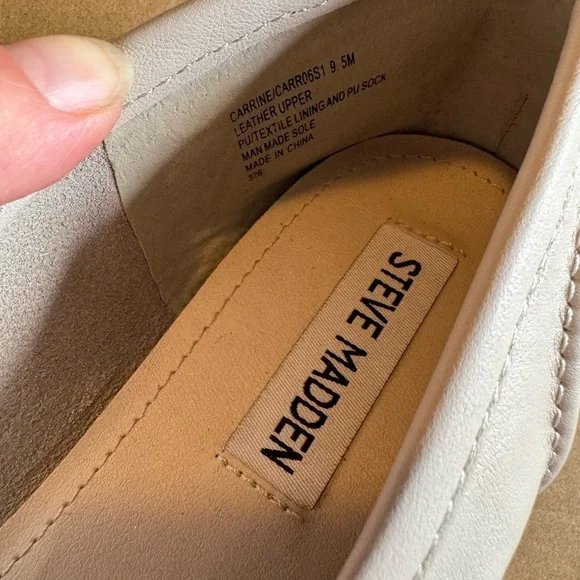 CARRINE/CARR06S1 9.5M
LEATHER UPPER
PU/TEXTILE LINING AND PU SOCK
MAN MADE SOLE
MADE IN CHINA
326
STEVE MADDEN